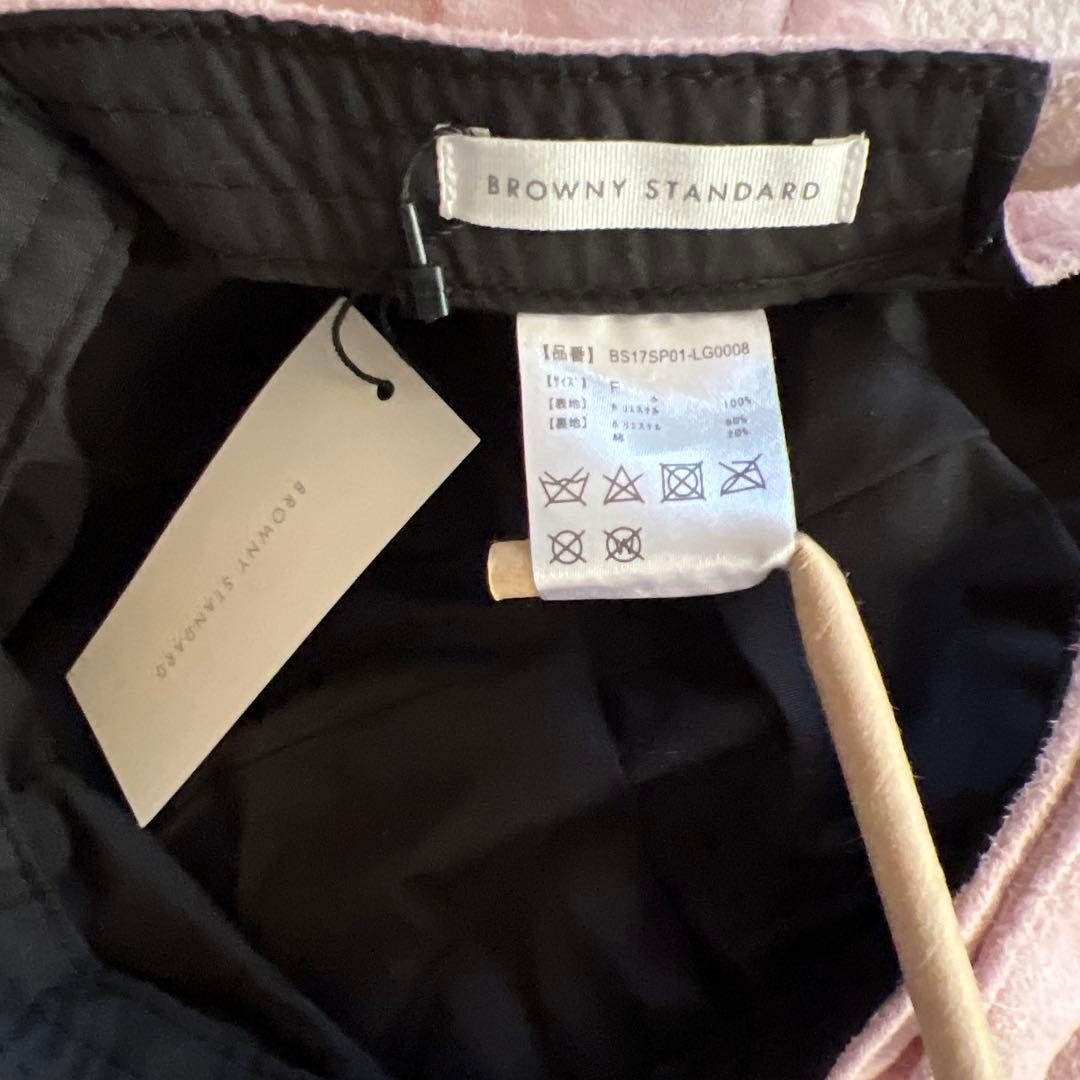 BROWNY STANDARD
【品番】 BS17SP01-LG0008
【サイズ】 F
【表地】 ポリエステル 100%
【裏地】 ポリエステル 80%
綿 20%
BROWNY STANDARD